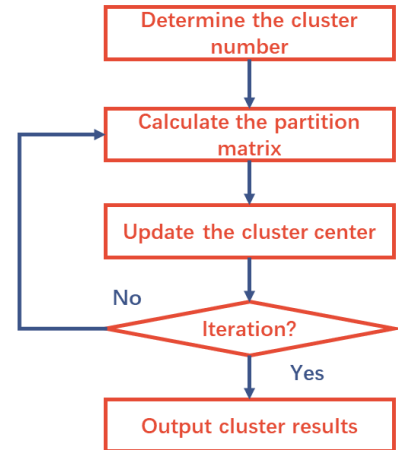 Determine the cluster
number
Calculate the partition
matrix
Update the cluster center
No
Iteration?
Yes
Output cluster results